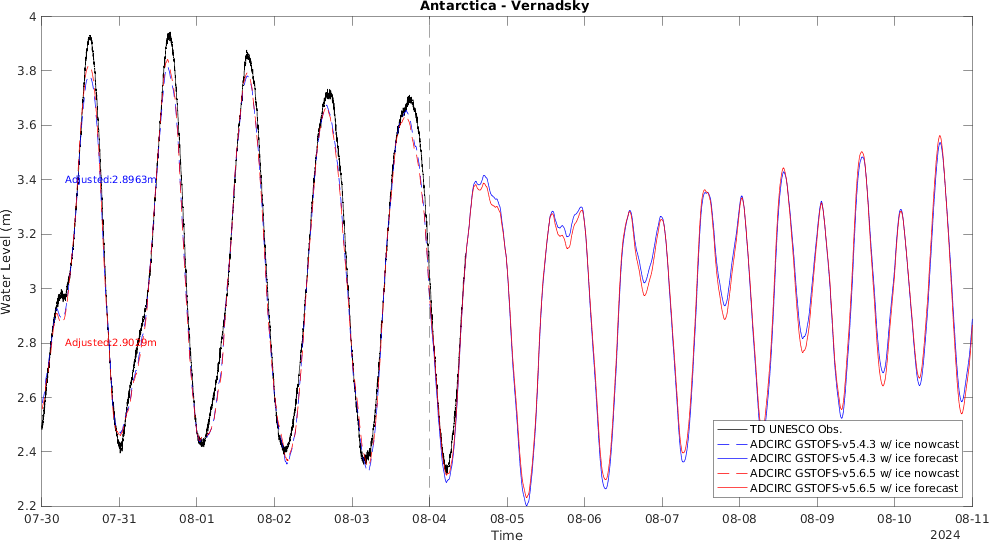 Antarctica - Vernadsky
4
3.8
3.6
3.4
3.2
3
2.8
2.6
2.4
2.2
Water Level (m)
Adjusted:2.8963m
Adjusted:2.9039m
TD UNESCO Obs.
ADCIRC GSTOFS-v5.4.3 w/ ice nowcast
ADCIRC GSTOFS-v5.4.3 w/ ice forecast
ADCIRC GSTOFS-v5.6.5 w/ ice nowcast
ADCIRC GSTOFS-v5.6.5 w/ ice forecast
07-30 07-31 08-01 08-02 08-03 08-04 08-05 08-06 08-07 08-08 08-09 08-10 08-11
Time
2024